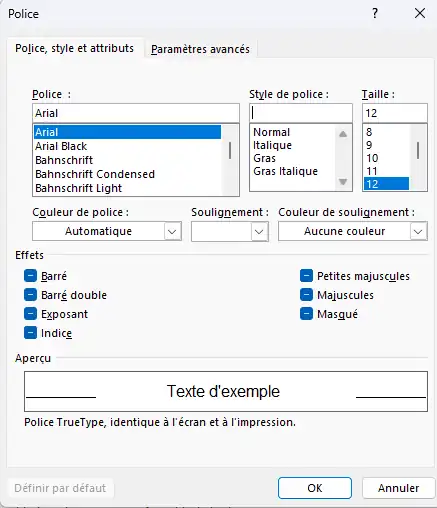 Police ? ×
Police, style et attributs Paramètres avancés
Police : Style de police : Taille :
Arial 12
Arial Normal 8
Arial Black Italique 9
Bahnschrift Gras 10
Bahnschrift Condensed Gras Italique 11
Bahnschrift Light 12
Couleur de police : Soulignement : Couleur de soulignement :
Automatique Aucune couleur
Effets
Barré Petites majuscules
Barré double Majuscules
Exposant Masqué
Indice
Aperçu
Texte d'exemple
Police TrueType, identique à l'écran et à l'impression.
Définir par défaut OK Annuler